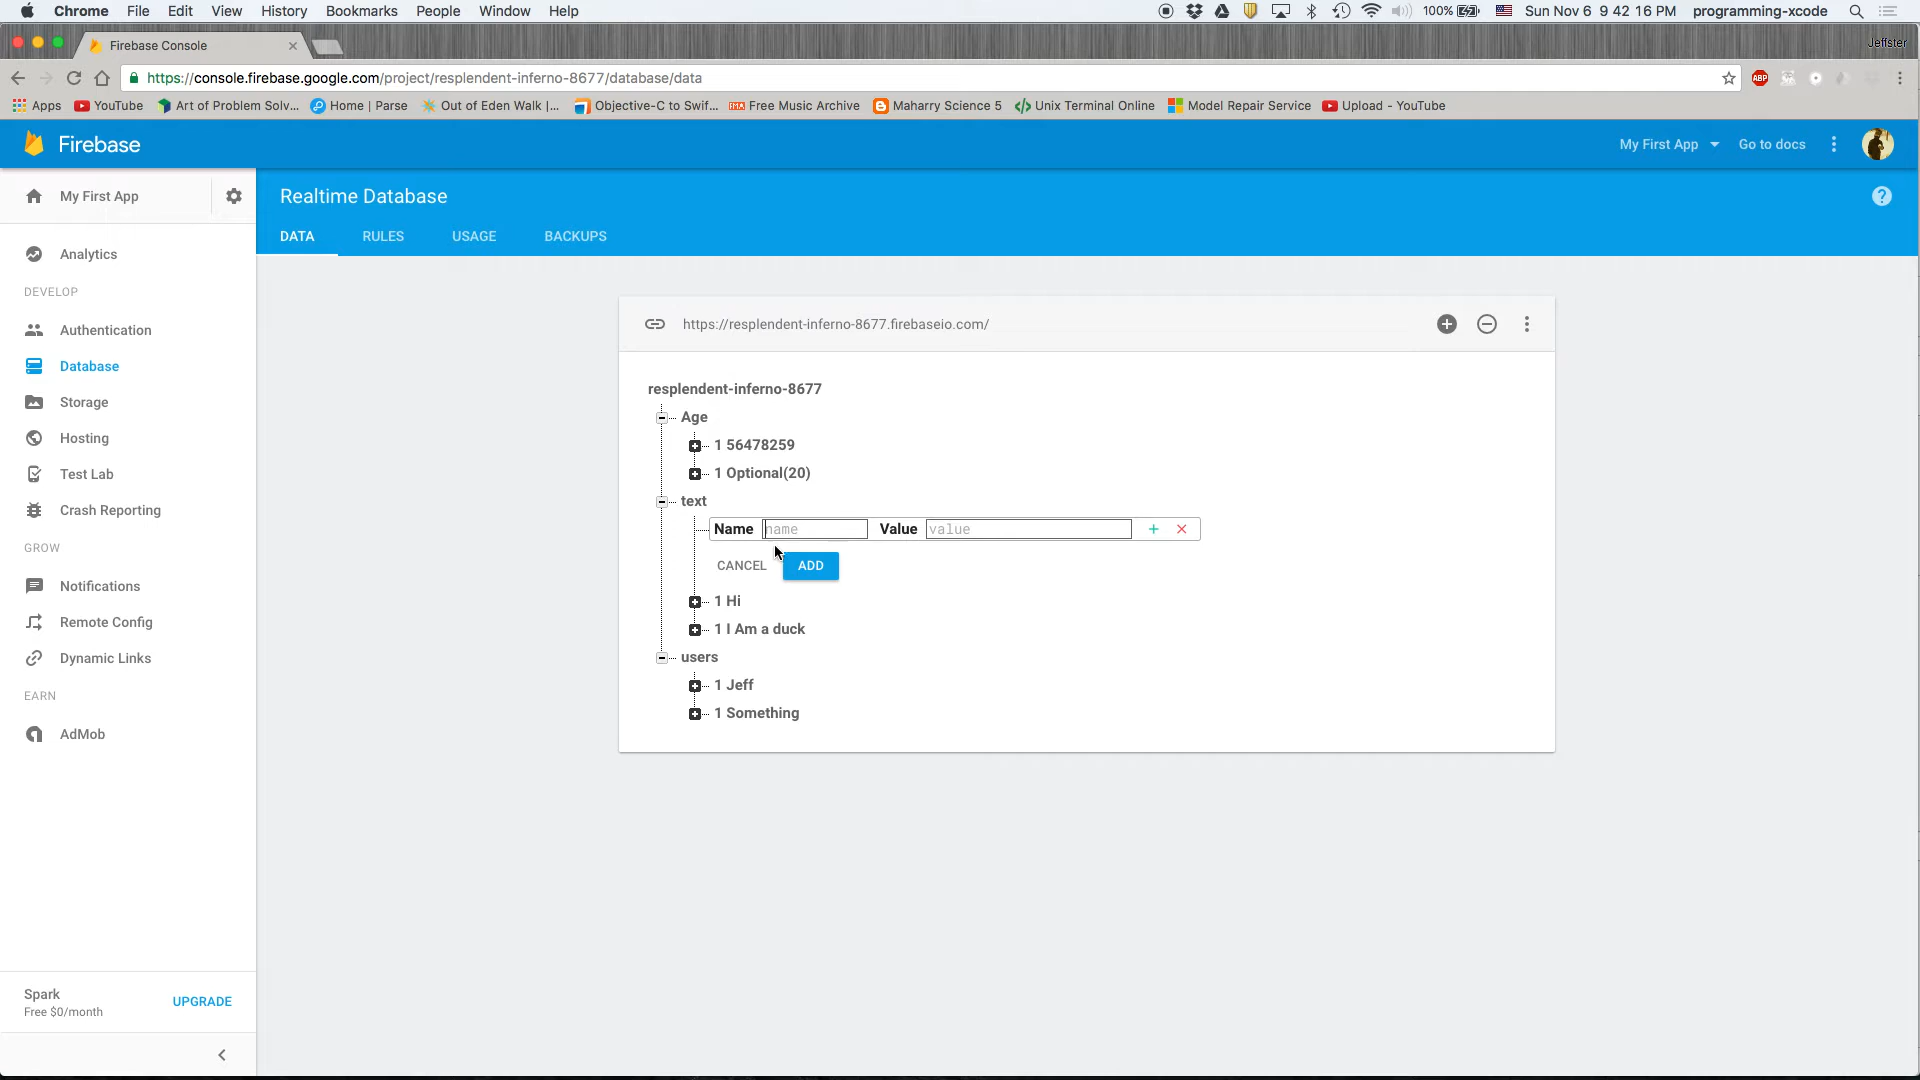 Chrome File Edit View History Bookmarks People Window Help 100% Sun Nov 6 9 42 16 PM programming-xcode
Firebase Console Jeffster
https://console.firebase.google.com/project/resplendent-inferno-8677/database/data ABP
Apps YouTube Art of Problem Solv... Home | Parse Out of Eden Walk |... Objective-C to Swif... FMA Free Music Archive Maharry Science 5 Unix Terminal Online Model Repair Service Upload - YouTube
Firebase My First App Go to docs
My First App
Realtime Database ?
DATA RULES USAGE BACKUPS
Analytics
DEVELOP
Authentication
Database
Storage
Hosting
Test Lab
Crash Reporting
GROW
Notifications
Remote Config
Dynamic Links
EARN
AdMob
Spark
Free $0/month
UPGRADE
https://resplendent-inferno-8677.firebaseio.com/
resplendent-inferno-8677
Age
1 56478259
1 Optional(20)
text
Name name Value value
CANCEL ADD
1 Hi
1 I Am a duck
users
1 Jeff
1 Something